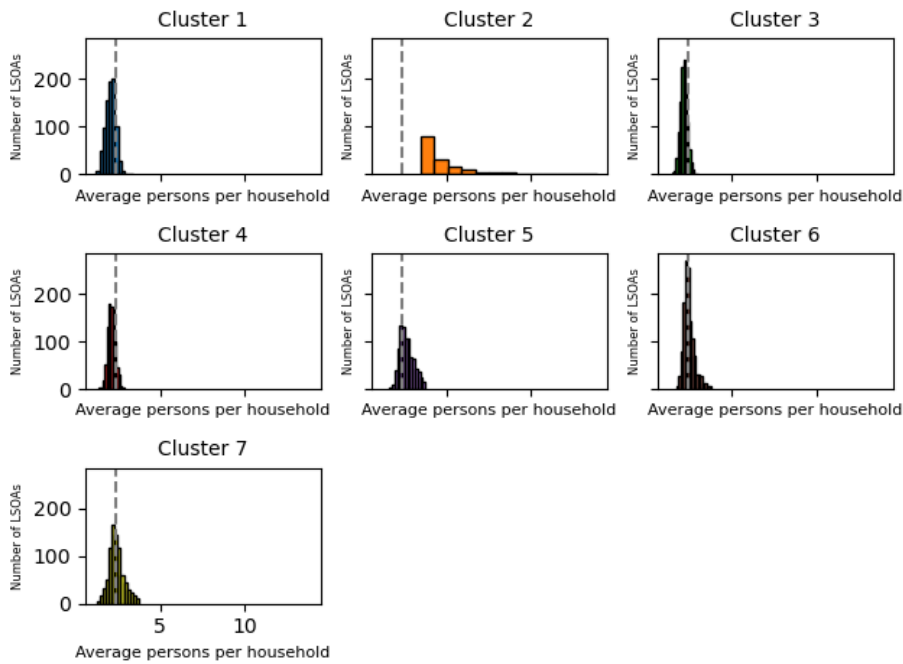 Cluster 1
Cluster 2
Cluster 3
Number of LSOAs
200
100
0
Number of LSOAs
Number of LSOAs
Average persons per household
Average persons per household
Average persons per household
Cluster 4
Cluster 5
Cluster 6
Number of LSOAs
200
100
0
Number of LSOAs
Number of LSOAs
Average persons per household
Average persons per household
Average persons per household
Cluster 7
Number of LSOAs
200
100
0
5
10
Average persons per household